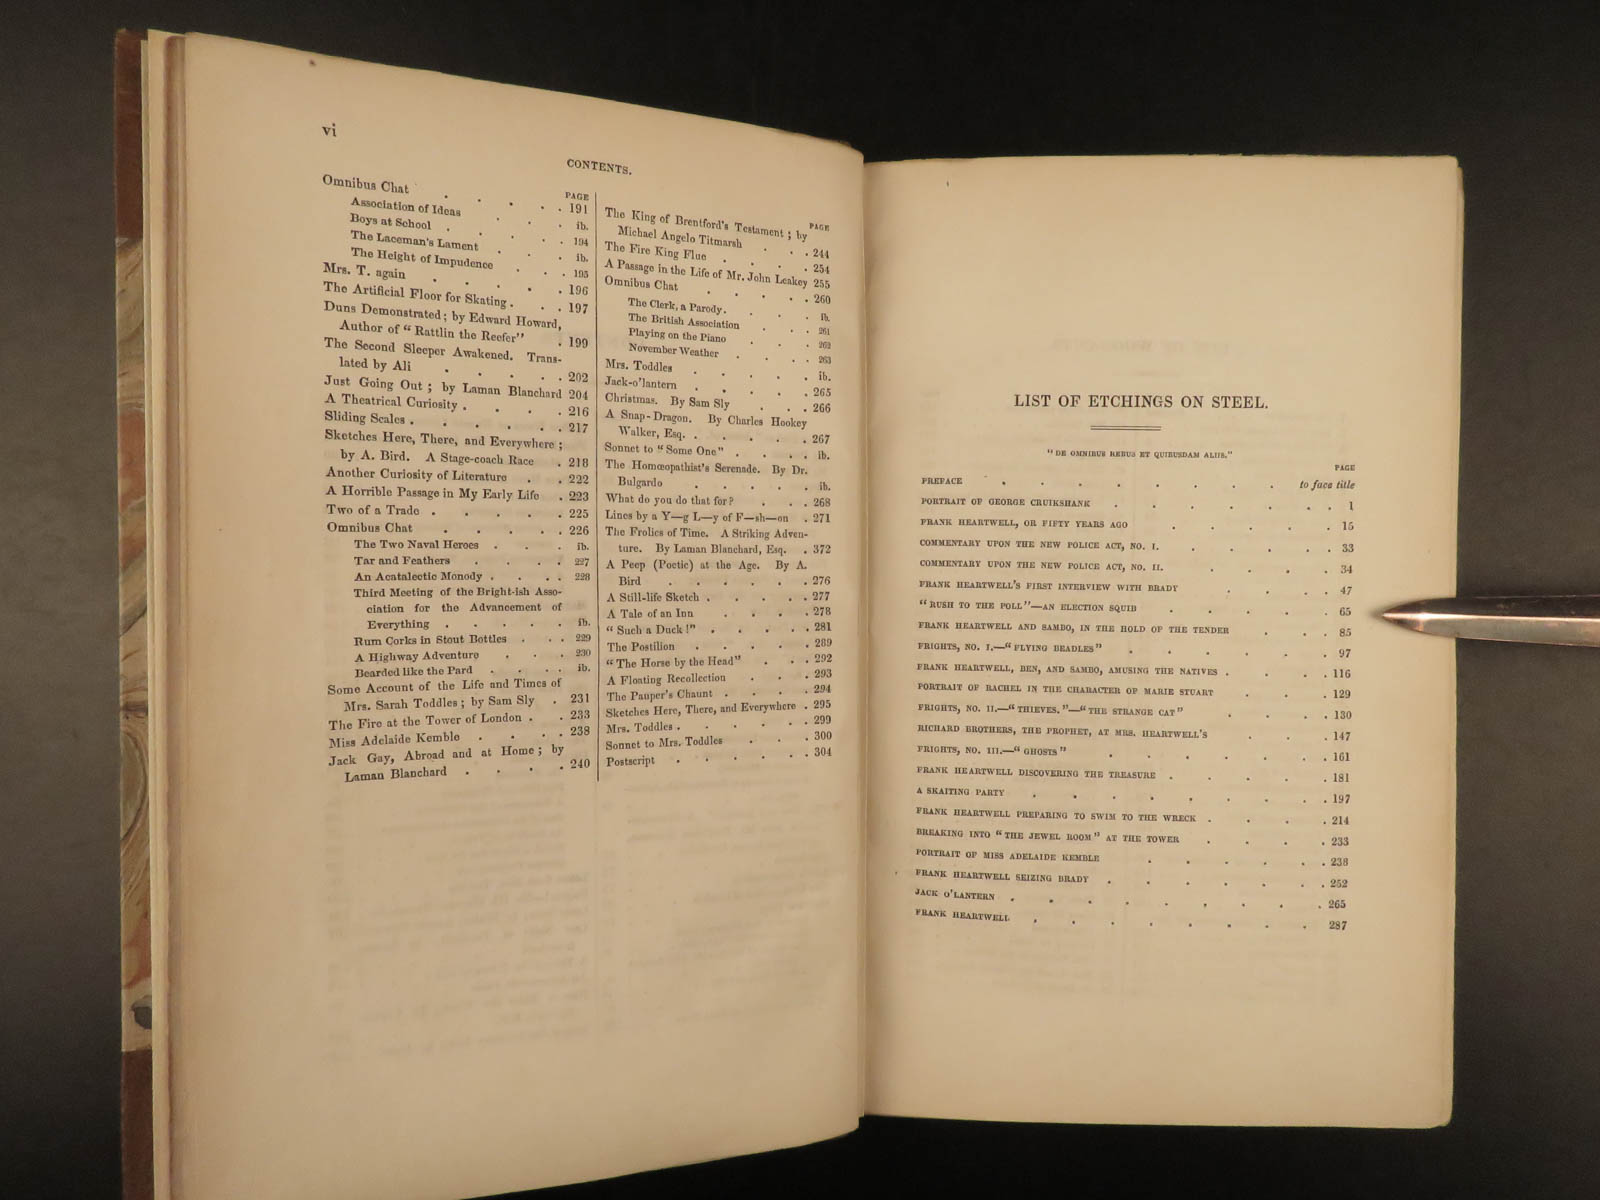 vi
CONTENTS.
PAGE
Omnibus Chat . . . . . 191
Association of Ideas . . . ib.
Boys at School . . . . . 194
The Laceman's Lament . . . ib.
The Height of Impudence . . . 195
Mrs. T. again . . . . . 196
The Artificial Floor for Skating . . . 197
Duns Demonstrated; by Edward Howard,
Author of "Rattlin the Reefer" . 199
The Second Sleeper Awakened. Trans-
lated by Ali . . . . . 202
Just Going Out; by Laman Blanchard 204
A Theatrical Curiosity . . . . . 216
Sliding Scales . . . . . . 217
Sketches Here, There, and Everywhere;
by A. Bird. A Stage-coach Race . 218
Another Curiosity of Literature . . 222
A Horrible Passage in My Early Life . 223
Two of a Trade . . . . . 225
Omnibus Chat . . . . . 226
The Two Naval Heroes . . . ib.
Tar and Feathers . . . . 227
An Acatalectic Monody . . . . 228
Third Meeting of the Bright-ish Asso-
ciation for the Advancement of
Everything . . . . . ib.
Rum Corks in Stout Bottles . . . 229
A Highway Adventure . . . 230
Bearded like the Pard . . . . ib.
Some Account of the Life and Times of
Mrs. Sarah Toddles; by Sam Sly . 231
The Fire at the Tower of London . . 233
Miss Adelaide Kemble . . . . 238
Jack Gay, Abroad and at Home; by
Laman Blanchard . . . . 240
PAGE
The King of Brentford's Testament; by
Michael Angelo Titmarsh . . . 244
The Fire King Flue . . . . 254
A Passage in the Life of Mr. John Leakey 255
Omnibus Chat . . . . . 260
The Clerk, a Parody. . . . ib.
The British Association . . . 261
Playing on the Piano . . . 262
November Weather . . . . 263
Mrs. Toddles . . . . . ib.
Jack-o'lantern . . . . . 265
Christmas. By Sam Sly . . . 266
A Snap-Dragon. By Charles Hookey
Walker, Esq. . . . . . 267
Sonnet to "Some One" . . . . ib.
The Homœopathist's Serenade. By Dr.
Bulgardo . . . . . ib.
What do you do that for? . . . 268
Lines by a Y—g L—y of F—sh—on . 271
The Frolics of Time. A Striking Adven-
ture. By Laman Blanchard, Esq. . 372
A Peep (Poetic) at the Age. By A.
Bird . . . . . . 276
A Still-life Sketch . . . . . 277
A Tale of an Inn . . . . 278
"Such a Duck!" . . . . . 281
The Postilion . . . . . 289
"The Horse by the Head" . . . 292
A Floating Recollection . . . 293
The Pauper's Chaunt . . . . 294
Sketches Here, There, and Everywhere . 295
Mrs. Toddles . . . . . 299
Sonnet to Mrs. Toddles . . . 300
Postscript . . . . . . 304
LIST OF ETCHINGS ON STEEL.
"DE OMNIBUS REBUS ET QUIBUSDAM ALIIS."
PAGE
PREFACE . . . . . . . . to face title
PORTRAIT OF GEORGE CRUIKSHANK . . . . . . . 1
FRANK HEARTWELL, OR FIFTY YEARS AGO . . . . . 15
COMMENTARY UPON THE NEW POLICE ACT, NO. I. . . . . . 33
COMMENTARY UPON THE NEW POLICE ACT, NO. II. . . . . 34
FRANK HEARTWELL'S FIRST INTERVIEW WITH BRADY . . . . 47
"RUSH TO THE POLL"—AN ELECTION SQUIB . . . . . 65
FRANK HEARTWELL AND SAMBO, IN THE HOLD OF THE TENDER . . . 85
FRIGHTS, NO. I.—"FLYING BEADLES" . . . . . . 97
FRANK HEARTWELL, BEN, AND SAMBO, AMUSING THE NATIVES . . . . 116
PORTRAIT OF RACHEL IN THE CHARACTER OF MARIE STUART . . . 129
FRIGHTS, NO. II.—"THIEVES."—"THE STRANGE CAT" . . . . 130
RICHARD BROTHERS, THE PROPHET, AT MRS. HEARTWELL'S . . . 147
FRIGHTS, NO. III.—"GHOSTS" . . . . . . . 161
FRANK HEARTWELL DISCOVERING THE TREASURE . . . . . 181
A SKAITING PARTY . . . . . . . . . 197
FRANK HEARTWELL PREPARING TO SWIM TO THE WRECK . . . . 214
BREAKING INTO "THE JEWEL ROOM" AT THE TOWER . . . . 233
PORTRAIT OF MISS ADELAIDE KEMBLE . . . . . . 238
FRANK HEARTWELL SEIZING BRADY . . . . . . . 252
JACK O'LANTERN . . . . . . . . . 265
FRANK HEARTWELL . . . . . . . . 287